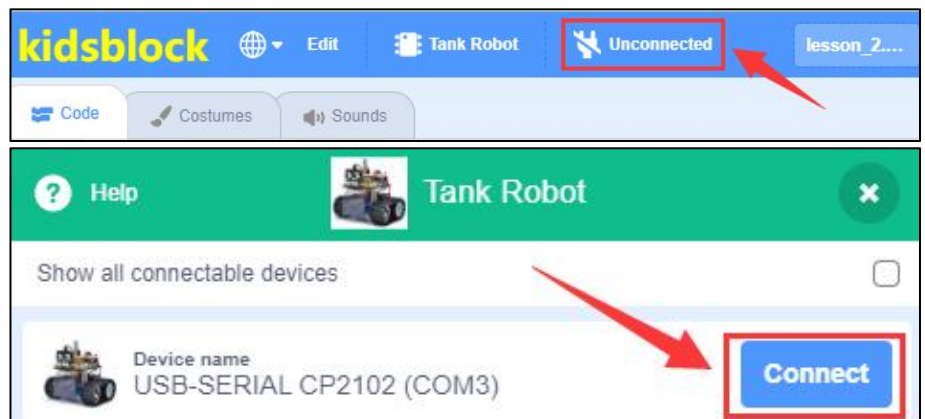 kidsblock Edit Tank Robot Unconnected lesson_2....
Code Costumes Sounds
? Help Tank Robot
Show all connectable devices
Device name
USB-SERIAL CP2102 (COM3)
Connect